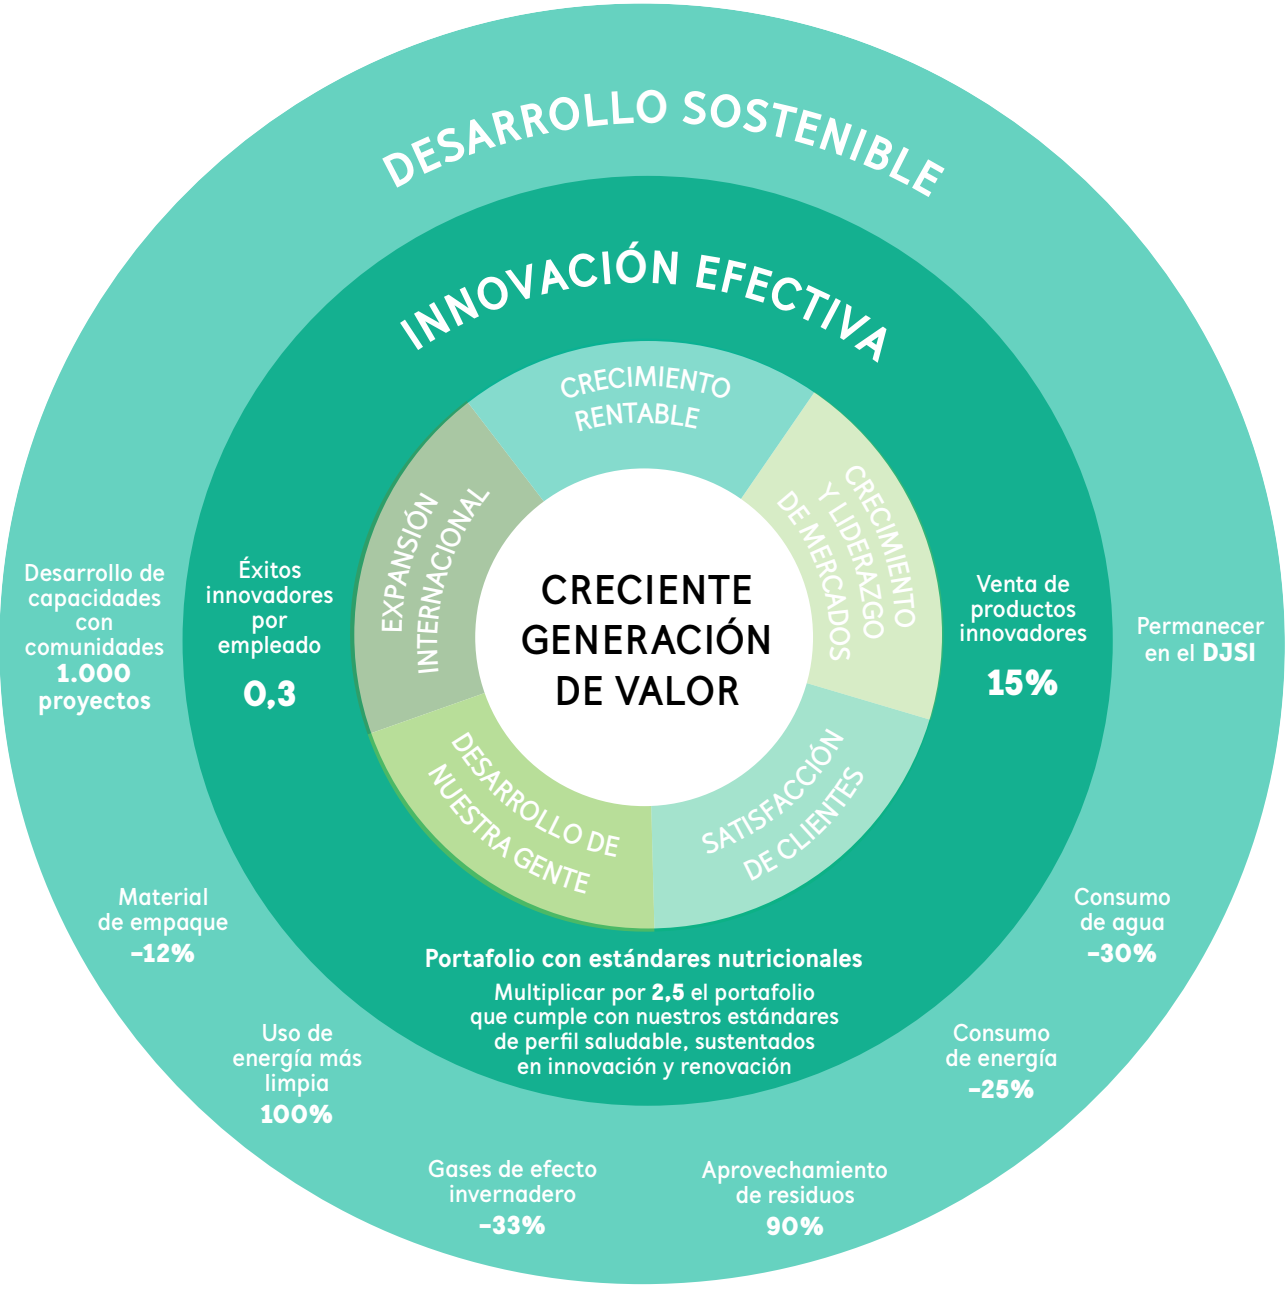 DESARROLLO SOSTENIBLE
INNOVACIÓN EFECTIVA
CRECIMIENTO
RENTABLE
CRECIMIENTO
Y LIDERAZGO
DE MERCADOS
SATISFACCIÓN
DE CLIENTES
DESARROLLO DE
NUESTRA GENTE
EXPANSIÓN
INTERNACIONAL
CRECIENTE
GENERACIÓN
DE VALOR
Éxitos
innovadores
por
empleado
0,3
Venta de
productos
innovadores
15%
Portafolio con estándares nutricionales
Multiplicar por 2,5 el portafolio
que cumple con nuestros estándares
de perfil saludable, sustentados
en innovación y renovación
Desarrollo de
capacidades
con
comunidades
1.000
proyectos
Permanecer
en el DJSI
Material
de empaque
-12%
Consumo
de agua
-30%
Uso de
energía más
limpia
100%
Consumo
de energía
-25%
Gases de efecto
invernadero
-33%
Aprovechamiento
de residuos
90%